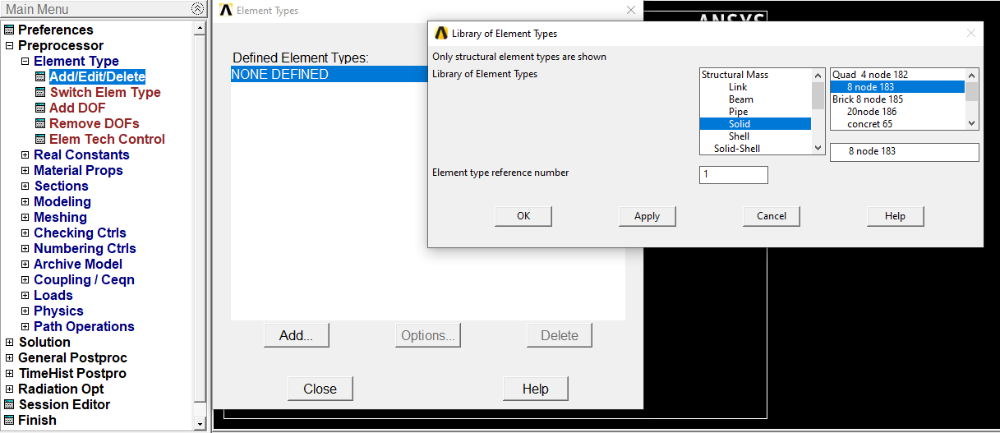 Main Menu
Preferences
Preprocessor
Element Type
Add/Edit/Delete
Switch Elem Type
Add DOF
Remove DOFs
Elem Tech Control
Real Constants
Material Props
Sections
Modeling
Meshing
Checking Ctrls
Numbering Ctrls
Archive Model
Coupling / Ceqn
Loads
Physics
Path Operations
Solution
General Postproc
TimeHist Postpro
Radiation Opt
Session Editor
Finish
Element Types
Defined Element Types:
NONE DEFINED
Add...
Options...
Delete
Close
Help
ANSYS
Library of Element Types
Only structural element types are shown
Library of Element Types
Structural Mass
Link
Beam
Pipe
Solid
Shell
Solid-Shell
Quad 4 node 182
8 node 183
Brick 8 node 185
20node 186
concret 65
8 node 183
Element type reference number
1
OK
Apply
Cancel
Help